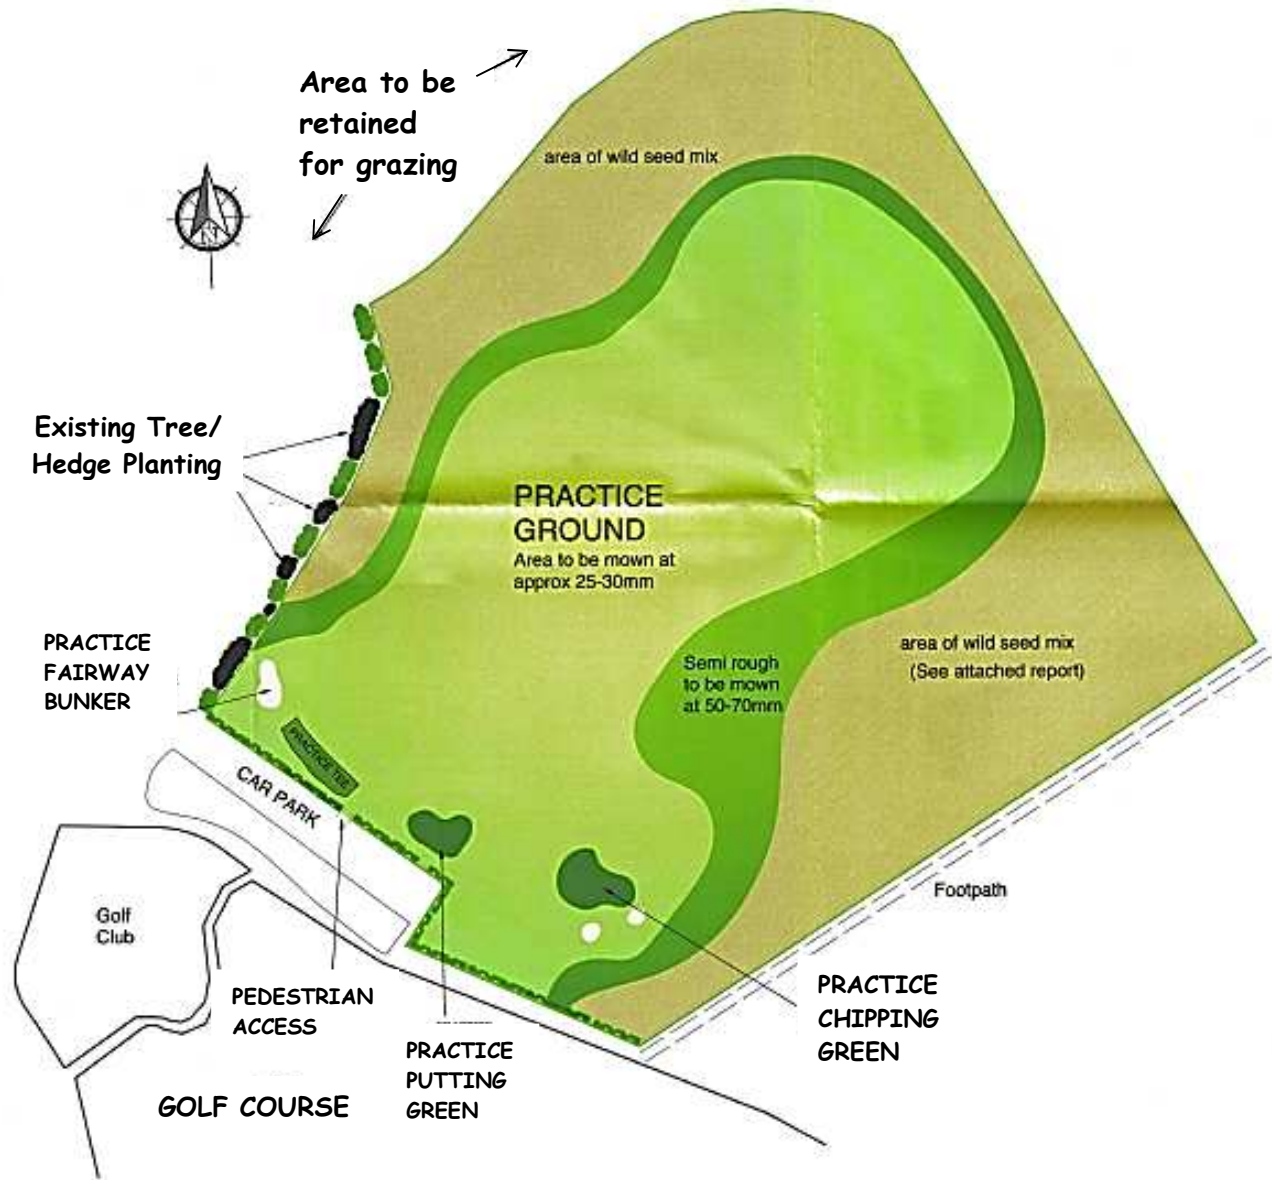 Area to be
retained
for grazing
area of wild seed mix
N
Existing Tree/
Hedge Planting
PRACTICE
GROUND
Area to be mown at
approx 25-30mm
PRACTICE
FAIRWAY
BUNKER
area of wild seed mix
(See attached report)
Semi rough
to be mown
at 50-70mm
PRACTICE TEE
CAR PARK
Golf
Club
Footpath
PEDESTRIAN
ACCESS
PRACTICE
CHIPPING
GREEN
PRACTICE
PUTTING
GREEN
GOLF COURSE